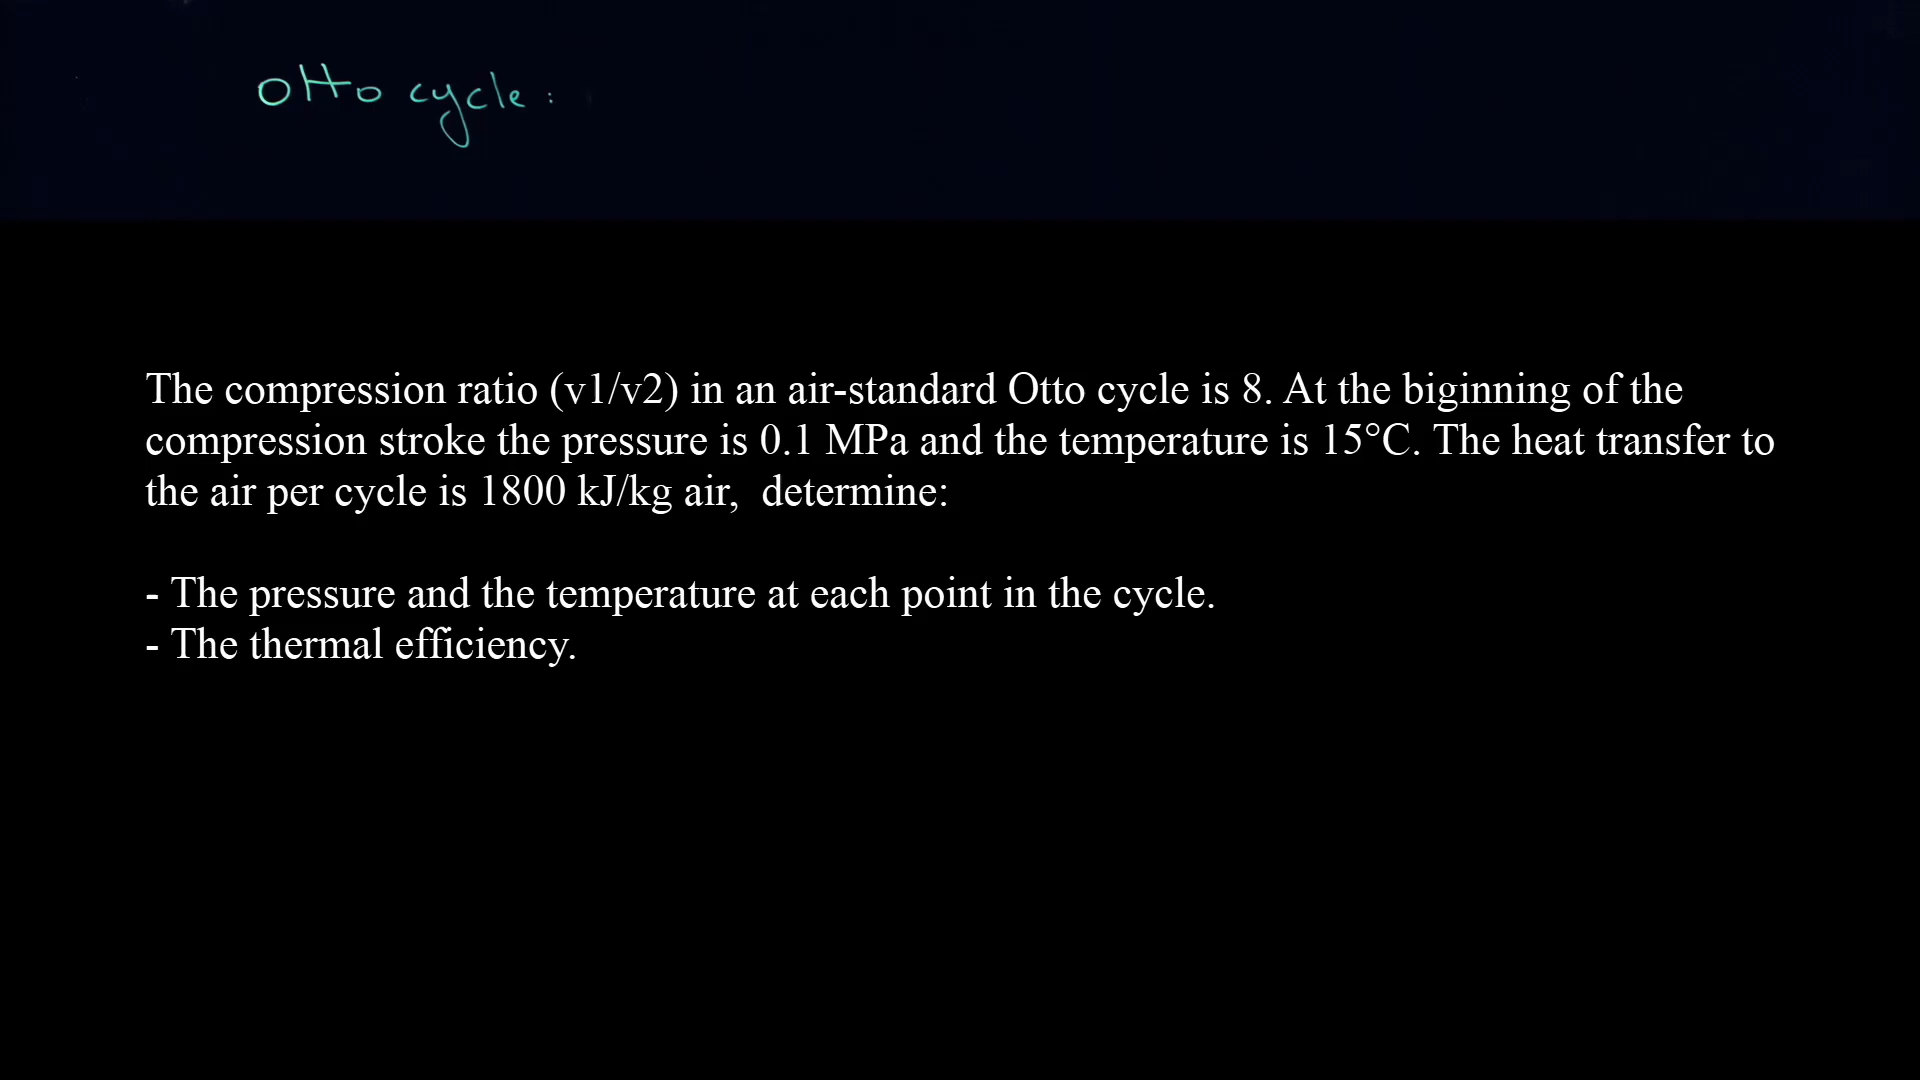 Otto cycle:
The compression ratio (v1/v2) in an air-standard Otto cycle is 8. At the biginning of the
compression stroke the pressure is 0.1 MPa and the temperature is 15°C. The heat transfer to
the air per cycle is 1800 kJ/kg air,  determine:
- The pressure and the temperature at each point in the cycle.
- The thermal efficiency.